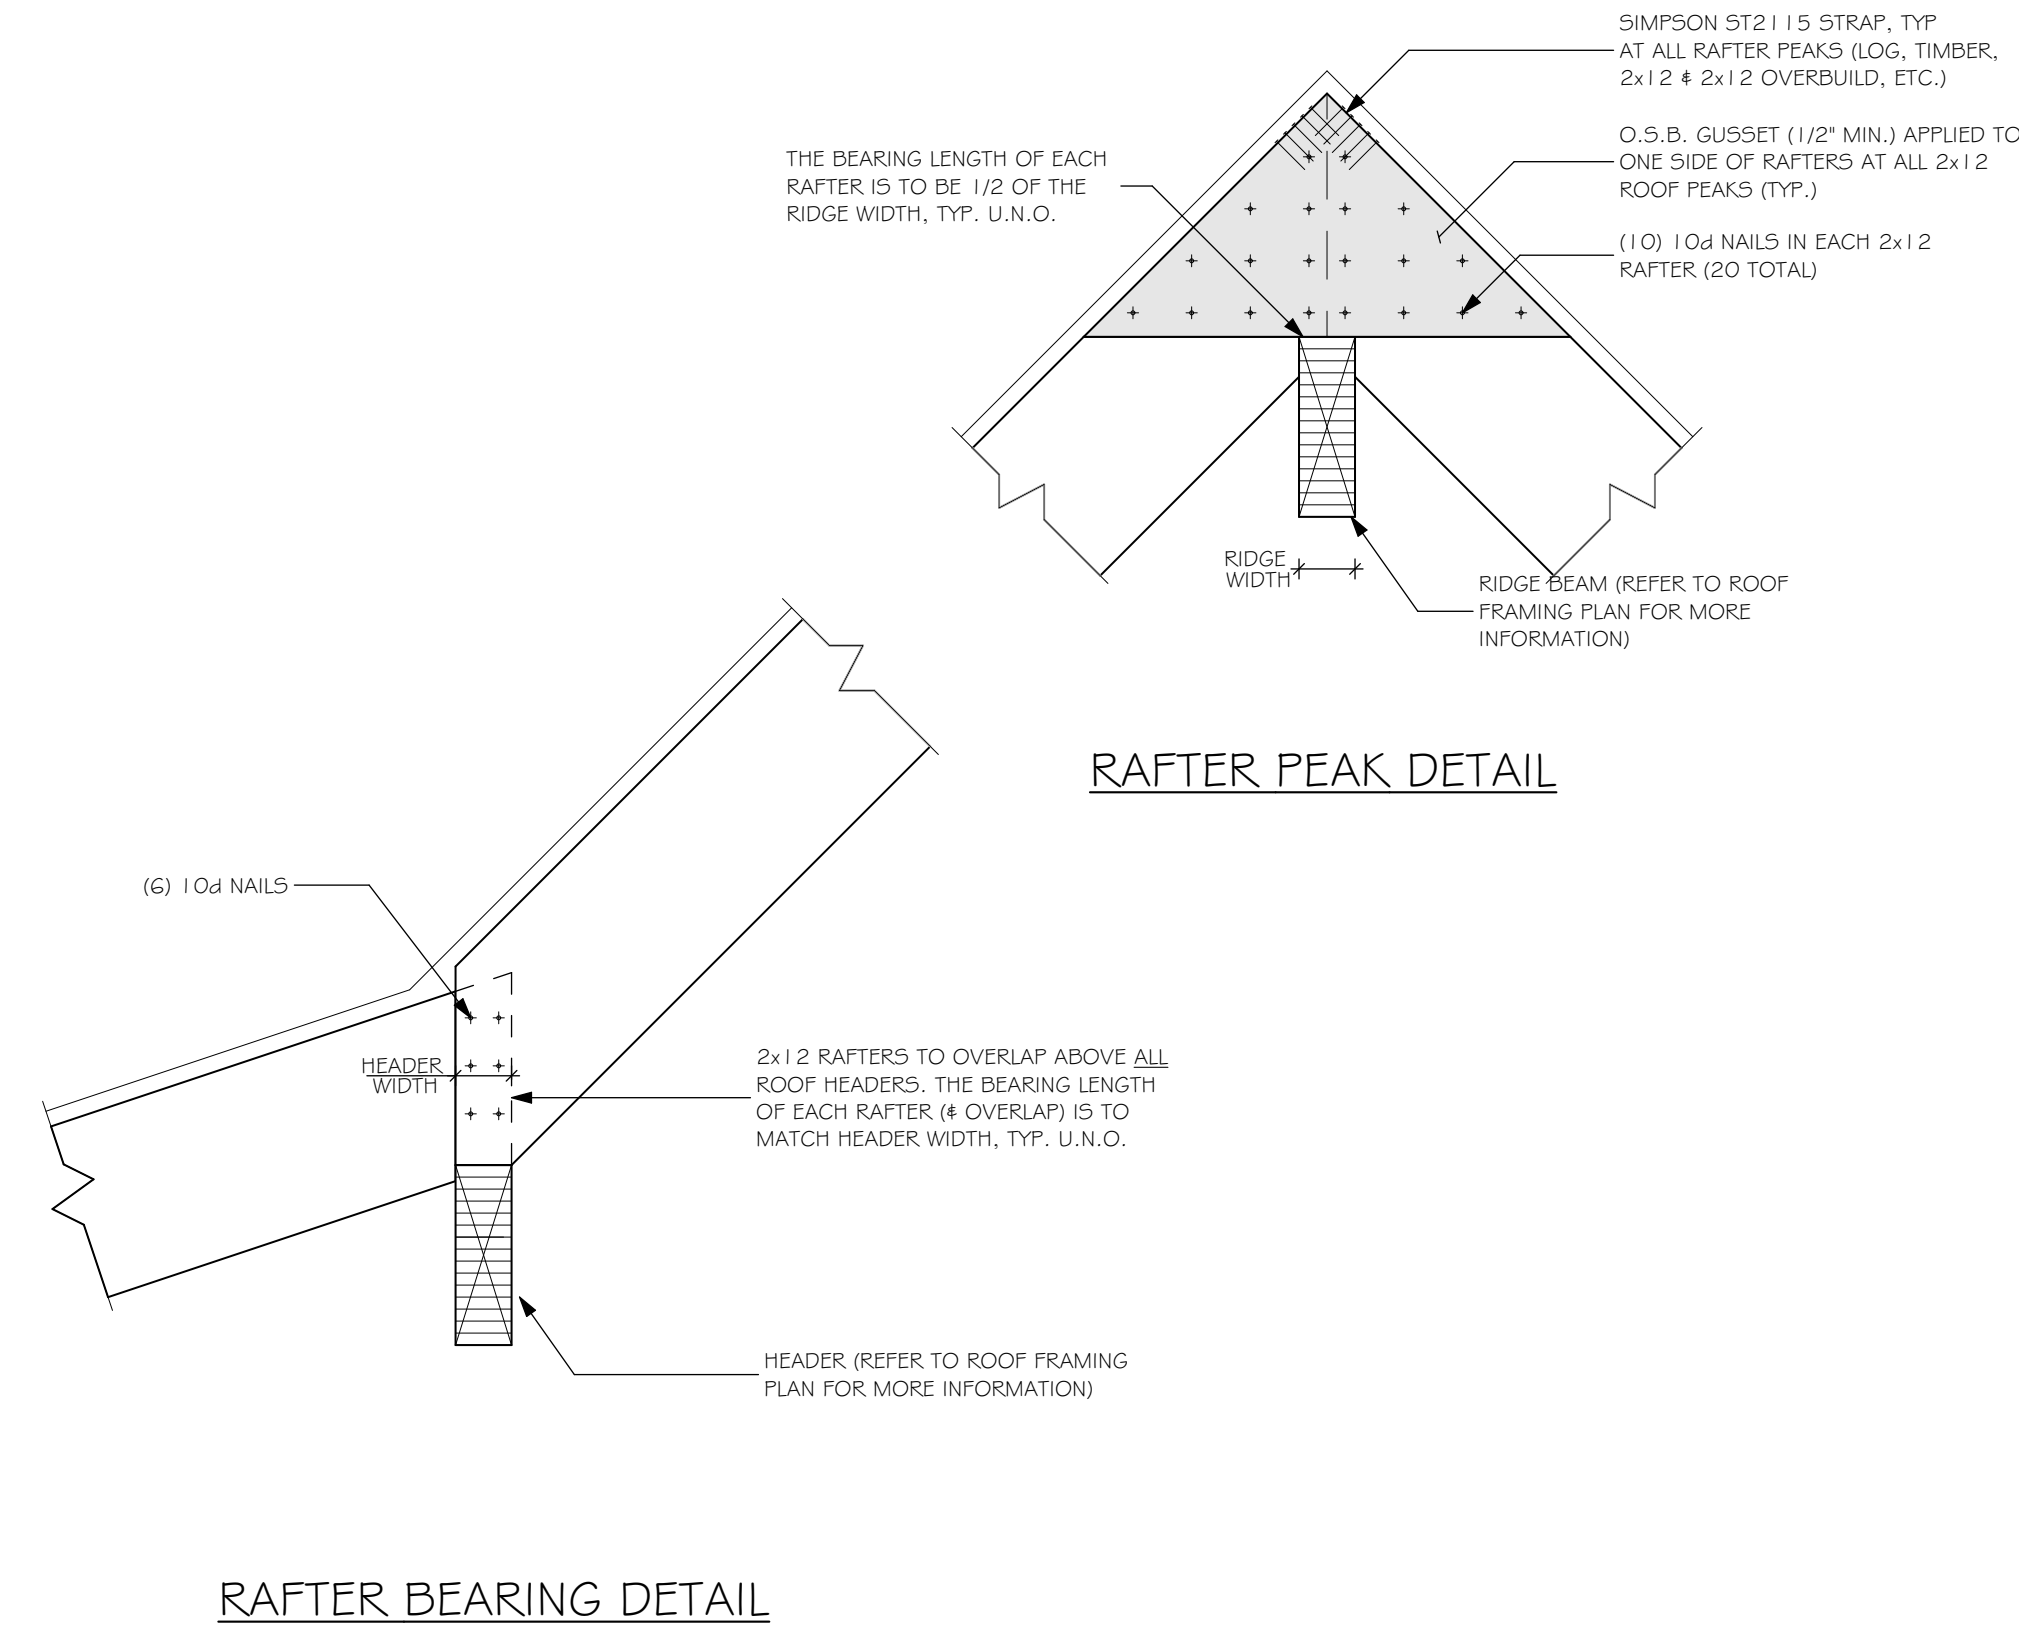 SIMPSON ST2115 STRAP, TYP
AT ALL RAFTER PEAKS (LOG, TIMBER,
2x12 & 2x12 OVERBUILD, ETC.)
O.S.B. GUSSET (1/2" MIN.) APPLIED TO
ONE SIDE OF RAFTERS AT ALL 2x12
ROOF PEAKS (TYP.)
(10) 10d NAILS IN EACH 2x12
RAFTER (20 TOTAL)
THE BEARING LENGTH OF EACH
RAFTER IS TO BE 1/2 OF THE
RIDGE WIDTH, TYP. U.N.O.
RIDGE
WIDTH
RIDGE BEAM (REFER TO ROOF
FRAMING PLAN FOR MORE
INFORMATION)
RAFTER PEAK DETAIL
(6) 10d NAILS
HEADER
WIDTH
2x12 RAFTERS TO OVERLAP ABOVE ALL
ROOF HEADERS. THE BEARING LENGTH
OF EACH RAFTER (& OVERLAP) IS TO
MATCH HEADER WIDTH, TYP. U.N.O.
HEADER (REFER TO ROOF FRAMING
PLAN FOR MORE INFORMATION)
RAFTER BEARING DETAIL